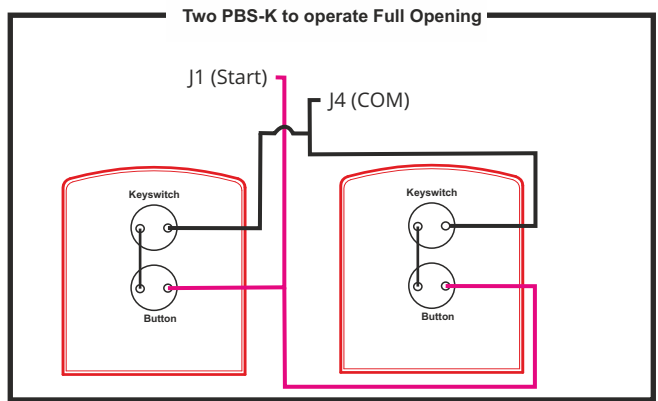 Two PBS-K to operate Full Opening
J1 (Start)
J4 (COM)
Keyswitch
Button
Keyswitch
Button